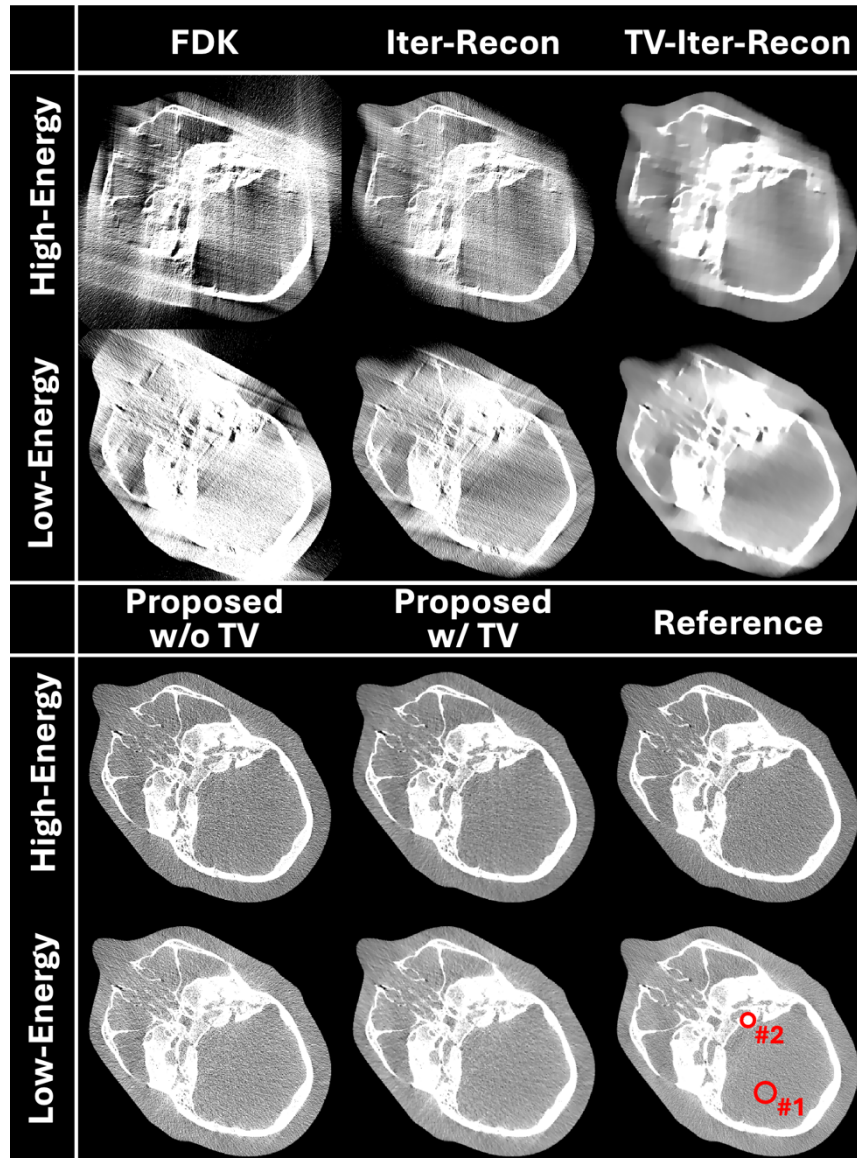 FDK
Iter-Recon
TV-Iter-Recon
High-Energy
Low-Energy
Proposed
w/o TV
Proposed
w/ TV
Reference
High-Energy
Low-Energy
#2
#1